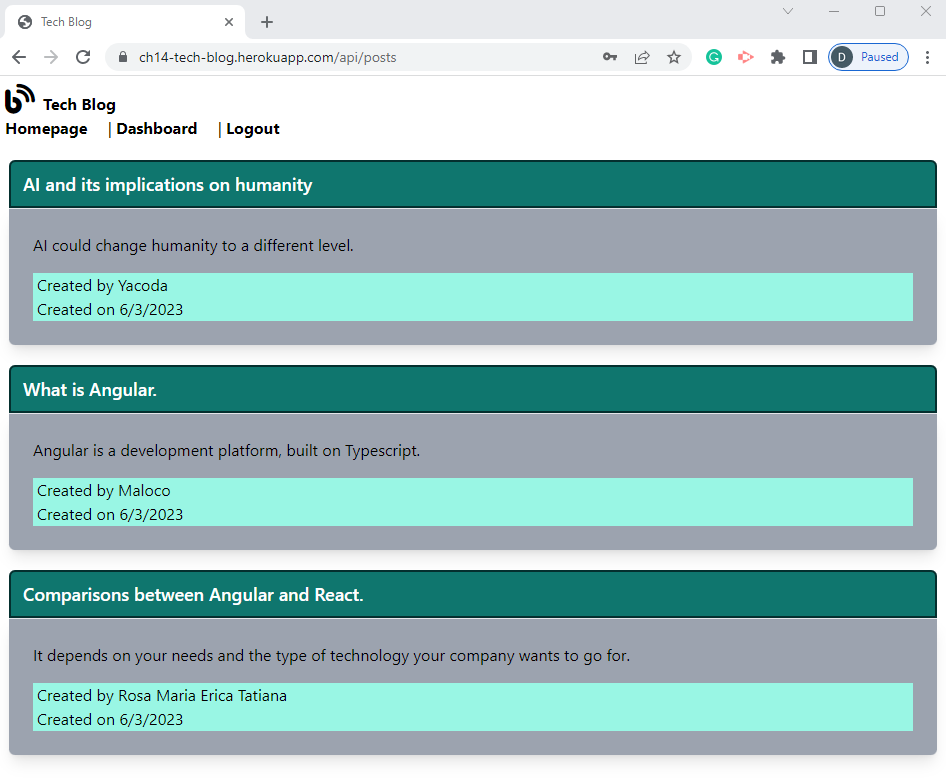 Tech Blog
ch14-tech-blog.herokuapp.com/api/posts
G
D Paused
b Tech Blog
Homepage | Dashboard | Logout
AI and its implications on humanity
AI could change humanity to a different level.
Created by Yacoda
Created on 6/3/2023
What is Angular.
Angular is a development platform, built on Typescript.
Created by Maloco
Created on 6/3/2023
Comparisons between Angular and React.
It depends on your needs and the type of technology your company wants to go for.
Created by Rosa Maria Erica Tatiana
Created on 6/3/2023